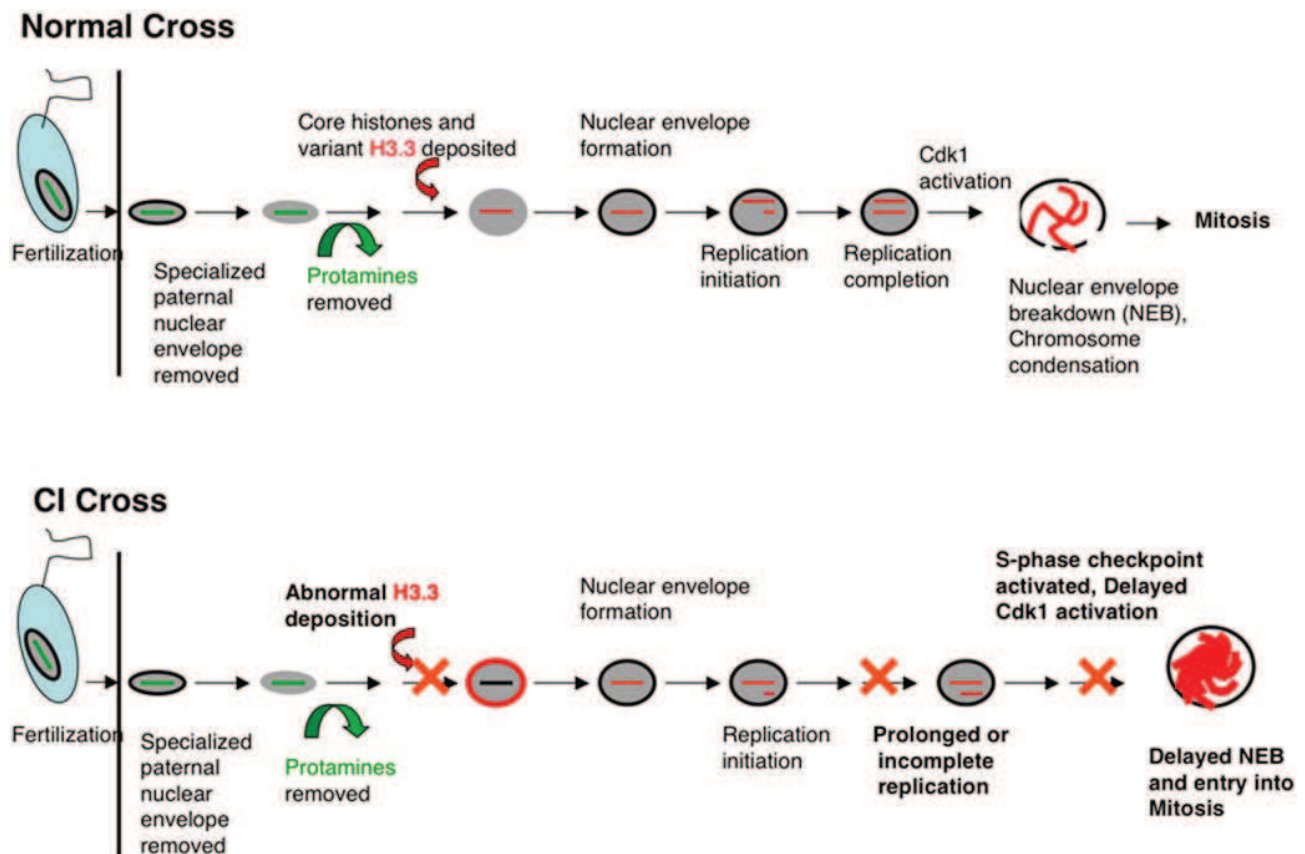 Normal Cross
Core histones and
variant H3.3 deposited
Nuclear envelope
formation
Cdk1
activation
Fertilization
Specialized
paternal
nuclear
envelope
removed
Protamines
removed
Replication
initiation
Replication
completion
Mitosis
Nuclear envelope
breakdown (NEB),
Chromosome
condensation
CI Cross
Abnormal H3.3
deposition
Nuclear envelope
formation
S-phase checkpoint
activated, Delayed
Cdk1 activation
Fertilization
Specialized
paternal
nuclear
envelope
removed
Protamines
removed
Replication
initiation
Prolonged or
incomplete
replication
Delayed NEB
and entry into
Mitosis